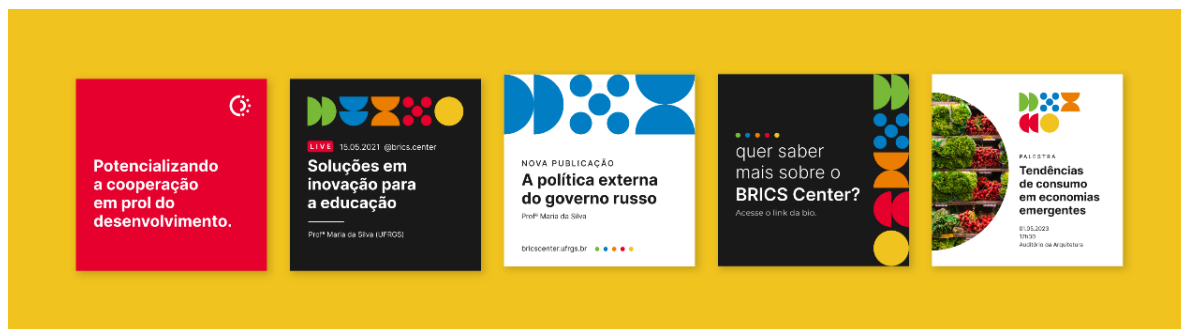 Potencializando
a cooperação
em prol do
desenvolvimento.
LIVE 15.05.2021 @brics.center
Soluções em
inovação para
a educação
Profª Maria da Silva (UFRGS)
NOVA PUBLICAÇÃO
A política externa
do governo russo
Profª Maria da Silva
bricscenter.ufrgs.br
quer saber
mais sobre o
BRICS Center?
Acesse o link da bio.
PALESTRA
Tendências
de consumo
em economias
emergentes
01.05.2023
Auditório da Arquitetura